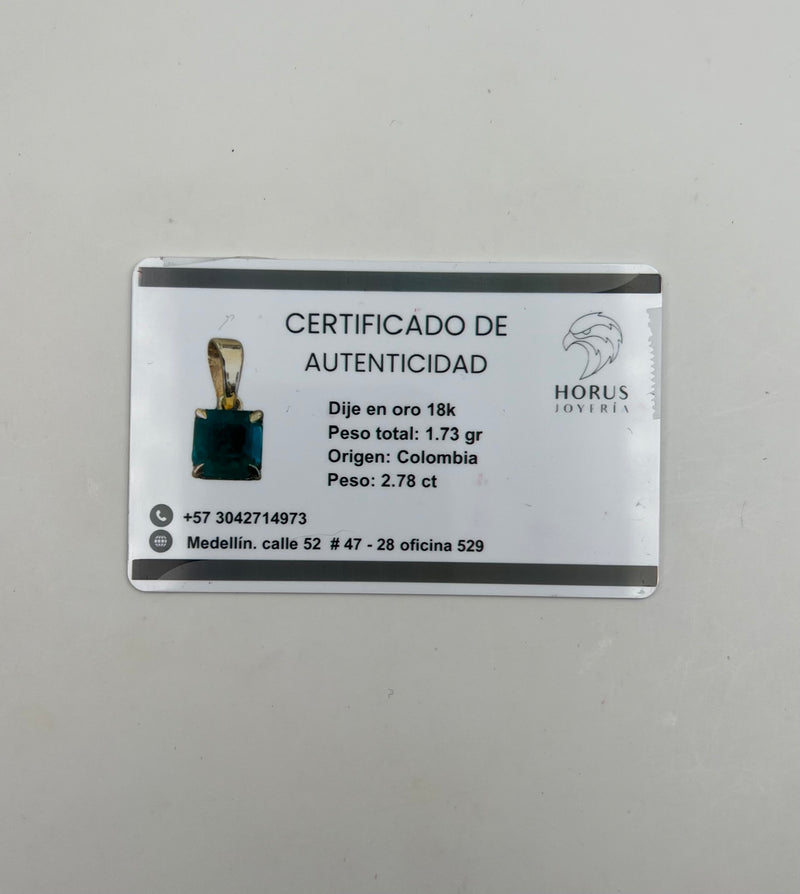 CERTIFICADO DE
AUTENTICIDAD
HORUS
JOYERÍA
Dije en oro 18k
Peso total: 1.73 gr
Origen: Colombia
Peso: 2.78 ct
+57 3042714973
Medellín. calle 52 # 47 - 28 oficina 529